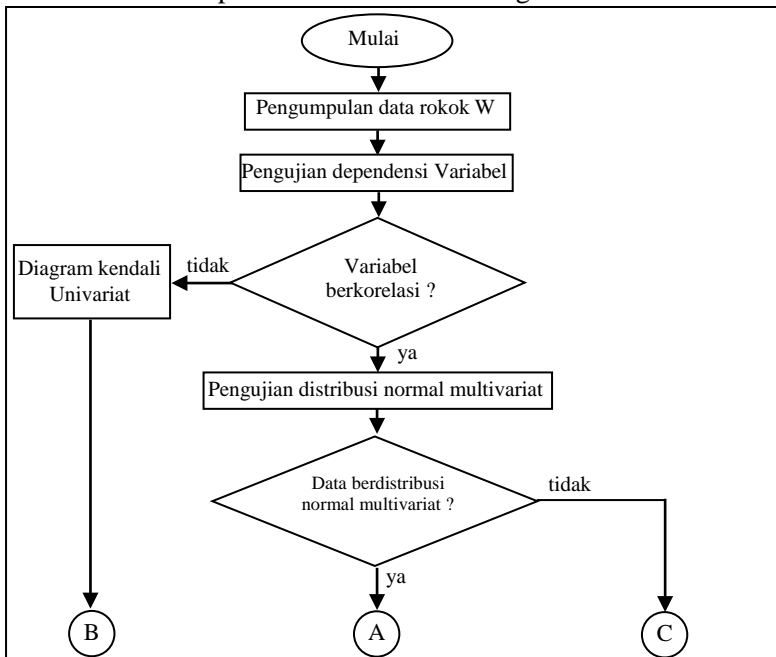 Mulai
Pengumpulan data rokok W
Pengujian dependensi Variabel
Diagram kendali
Univariat
tidak
Variabel
berkorelasi ?
ya
Pengujian distribusi normal multivariat
Data berdistribusi
normal multivariat ?
tidak
ya
B
A
C